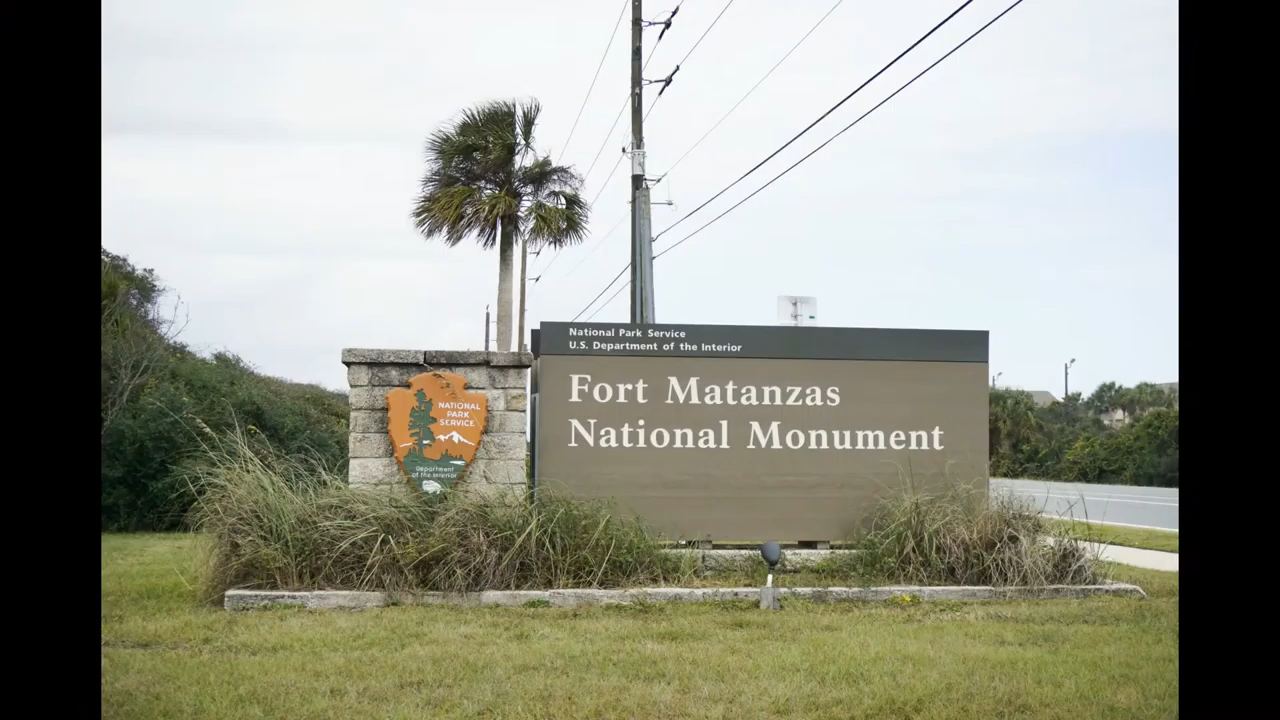 National Park Service
U.S. Department of the Interior
Fort Matanzas
National Monument
NATIONAL
PARK
SERVICE
Department
of the Interior